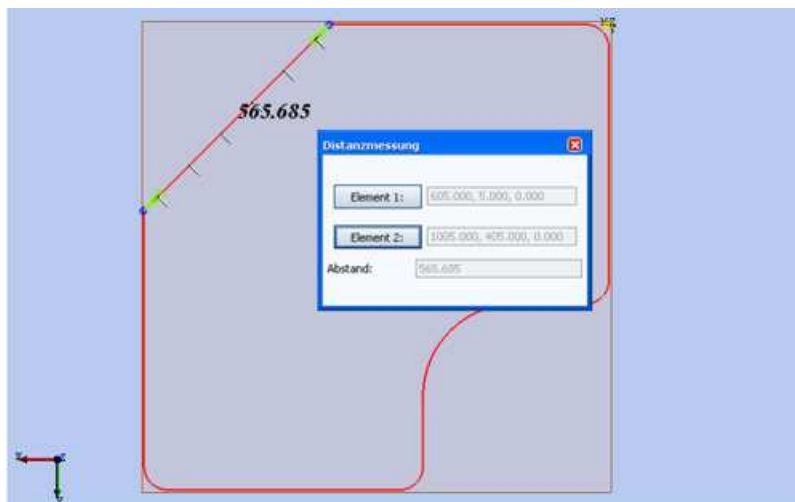 565.685
Distanzmessung
Element 1:
605.000, 5.000, 0.000
Element 2:
1005.000, 405.000, 0.000
Abstand:
565.685
X
Z
Y